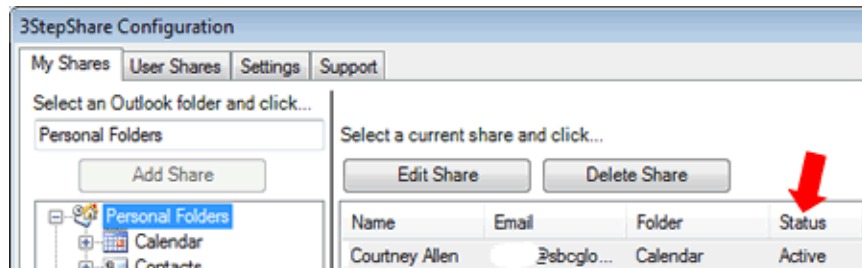 3StepShare Configuration
My Shares User Shares Settings Support
Select an Outlook folder and click...
Personal Folders
Add Share
Personal Folders
Calendar
Contacts
Select a current share and click...
Edit Share Delete Share
Name Email Folder Status
Courtney Allen @sbcglo... Calendar Active